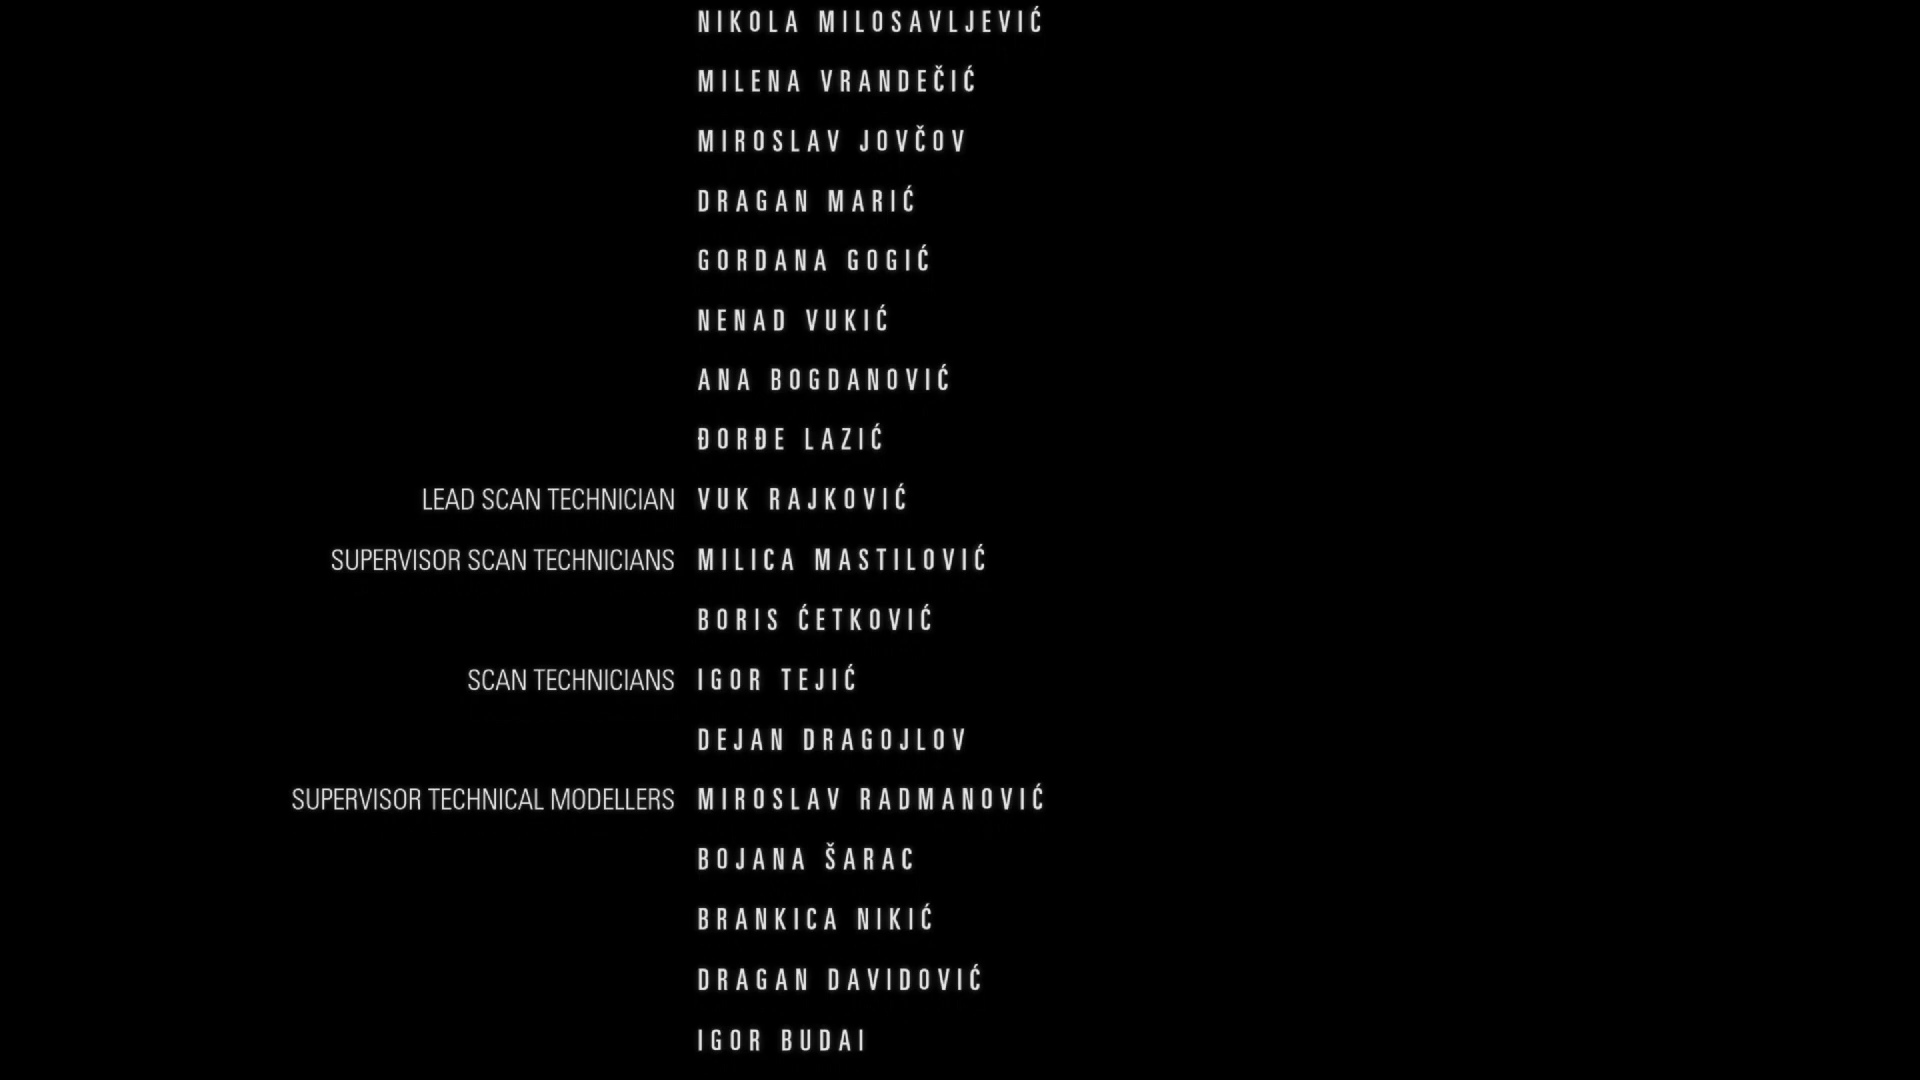 NIKOLA MILOSAVLJEVIĆ
MILENA VRANDEČIĆ
MIROSLAV JOVČOV
DRAGAN MARIĆ
GORDANA GOGIĆ
NENAD VUKIĆ
ANA BOGDANOVIĆ
ĐORĐE LAZIĆ
LEAD SCAN TECHNICIAN VUK RAJKOVIĆ
SUPERVISOR SCAN TECHNICIANS MILICA MASTILOVIĆ
BORIS ĆETKOVIĆ
SCAN TECHNICIANS IGOR TEJIĆ
DEJAN DRAGOJLOV
SUPERVISOR TECHNICAL MODELLERS MIROSLAV RADMANOVIĆ
BOJANA ŠARAC
BRANKICA NIKIĆ
DRAGAN DAVIDOVIĆ
IGOR BUDAI